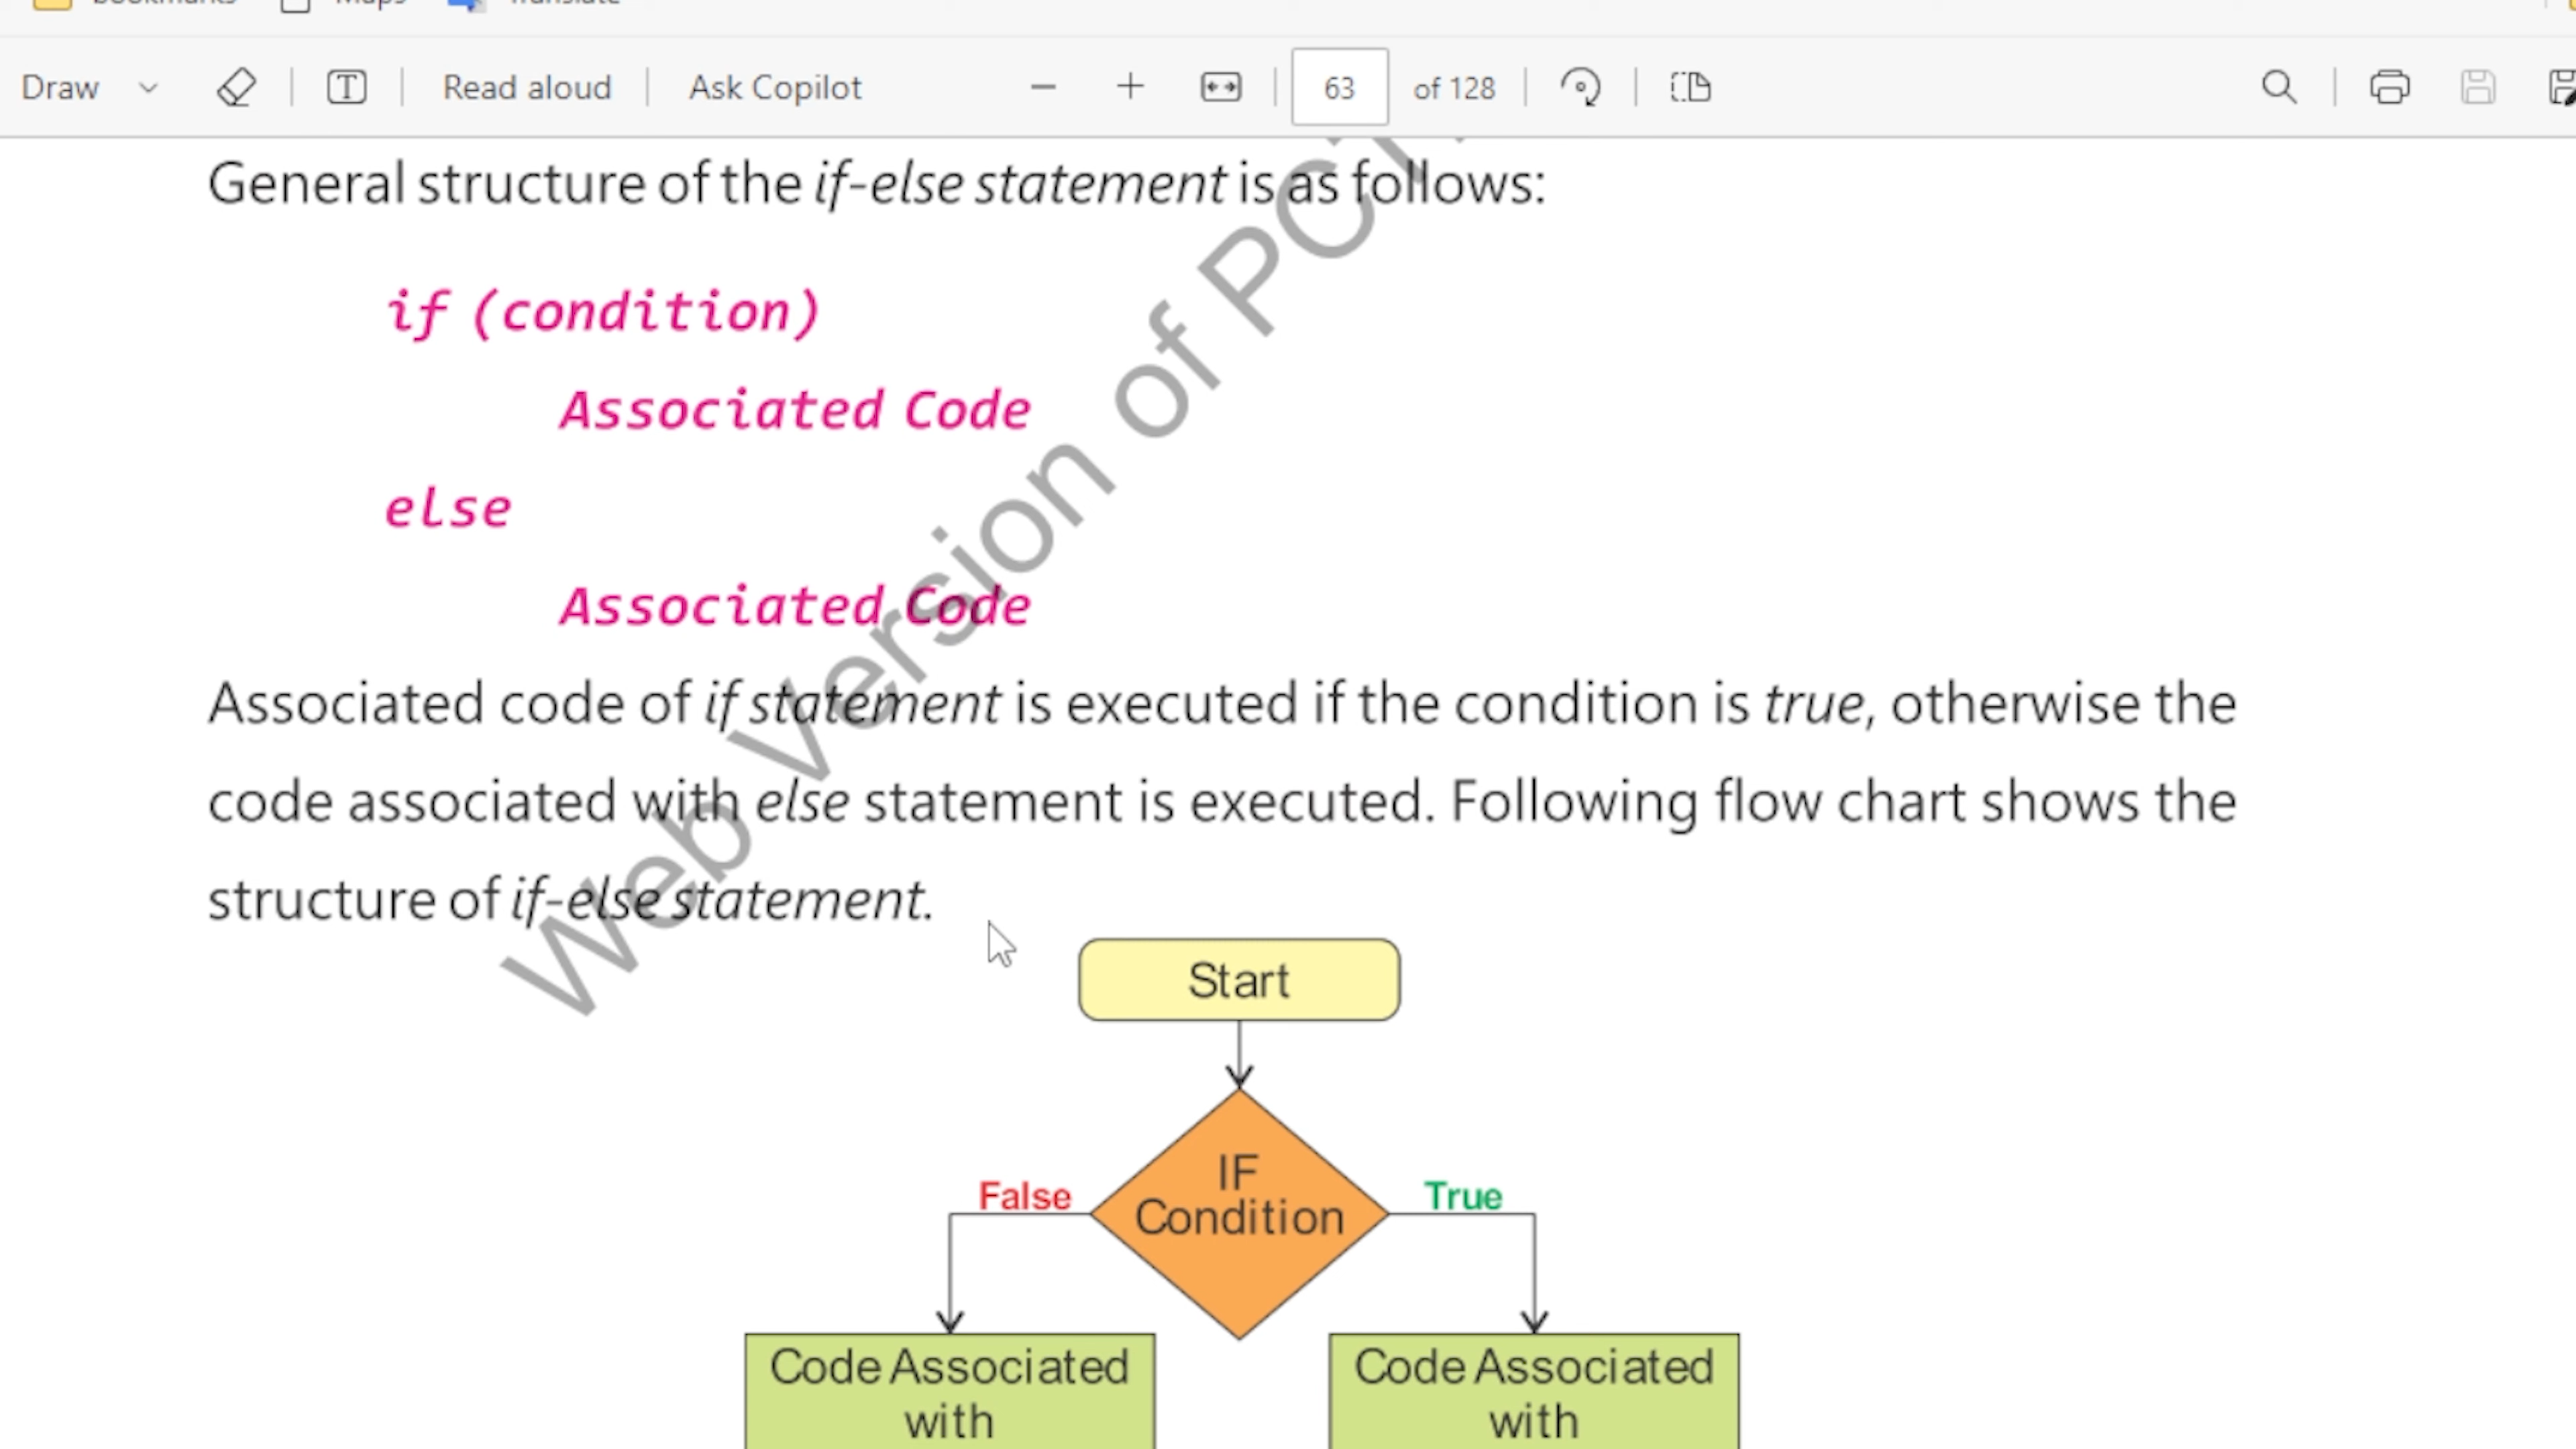 Draw Read aloud Ask Copilot 63 of 128
General structure of the if-else statement is as follows:
if (condition)
Associated Code
else
Associated Code
Associated code of if statement is executed if the condition is true, otherwise the
code associated with else statement is executed. Following flow chart shows the
structure of if-else statement.
Web Version of PCT
Start
IF
Condition
False
True
Code Associated
with
Code Associated
with